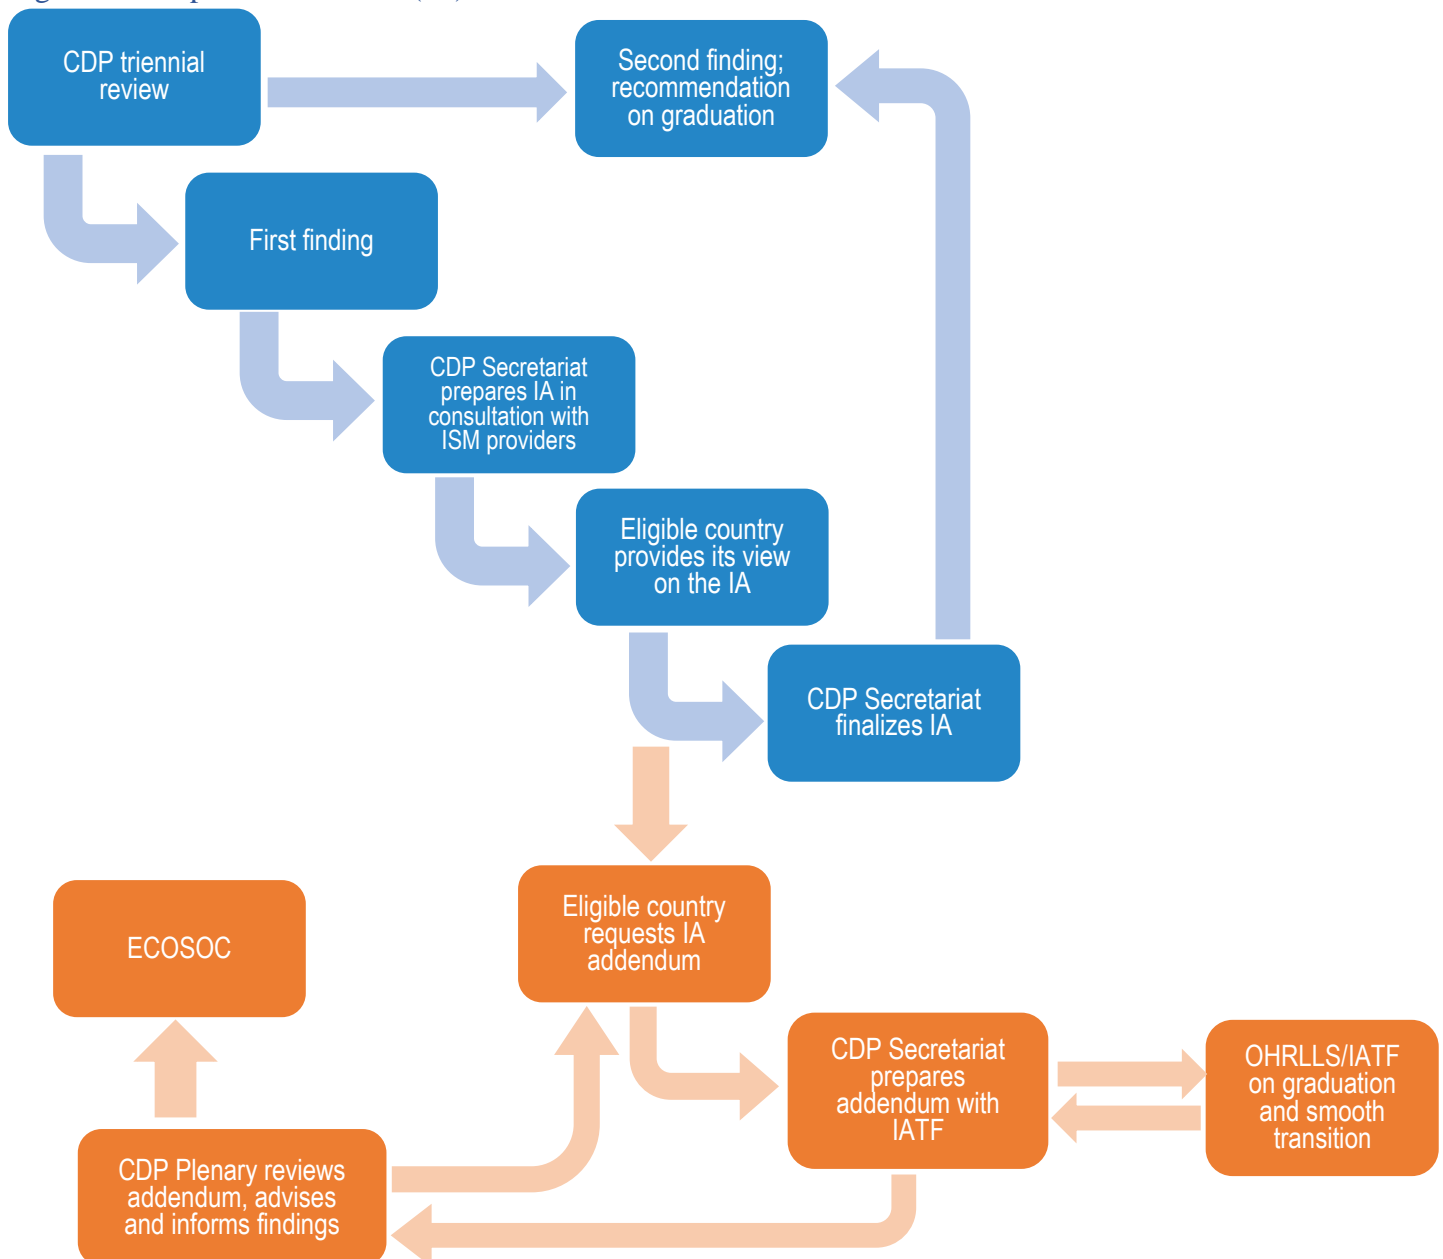 CDP triennial
review
Second finding;
recommendation
on graduation
First finding
CDP Secretariat
prepares IA in
consultation with
ISM providers
Eligible country
provides its view
on the IA
CDP Secretariat
finalizes IA
Eligible country
requests IA
addendum
ECOSOC
CDP Secretariat
prepares
addendum with
IATF
OHRLLS/IATF
on graduation
and smooth
transition
CDP Plenary reviews
addendum, advises
and informs findings